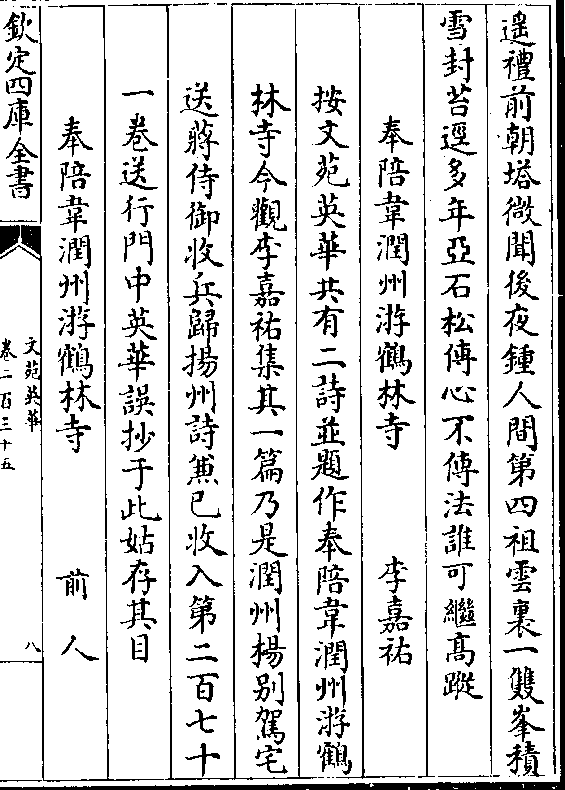 遥禮前朝塔微聞後夜鍾人間第四祖雲裏一雙峯積
雪封苔逕多年亞石松傳心不傳法誰可繼髙蹤
奉陪韋潤州游鶴林寺 李嘉祐
按文苑英華共有二詩並題作奉陪韋潤州游鶴
林寺今觀李嘉祐集其一篇乃是潤州楊别駕宅
送蔣侍御收兵歸揚州詩兼已收入第二百七十
一卷送行門中英華誤抄于此姑存其目
奉陪韋潤州游鶴林寺 前人
欽定四庫全書
文苑英華
卷二百三十五
八